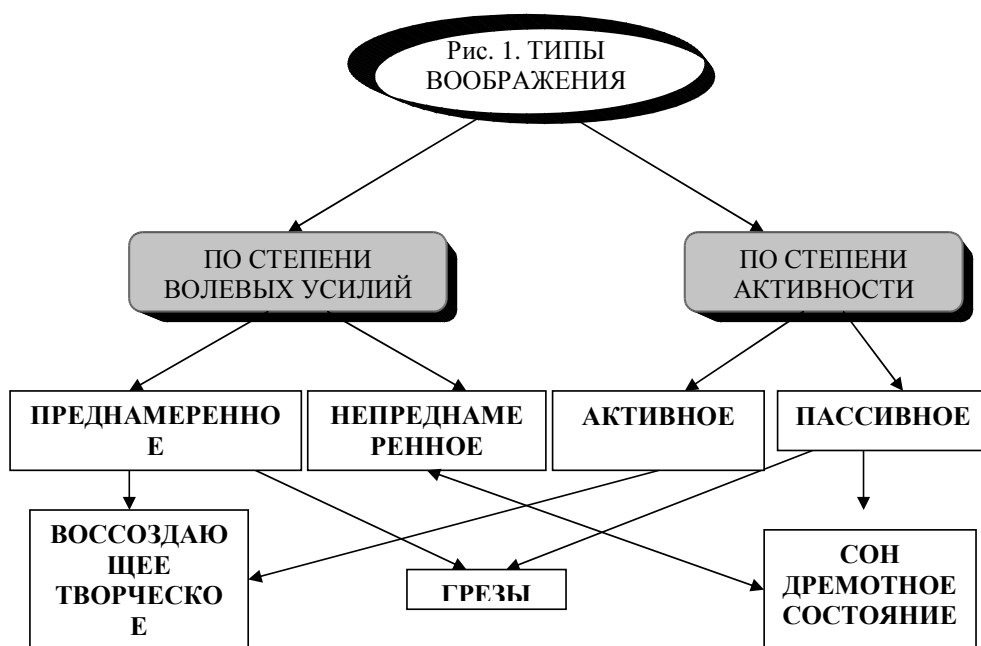 Рис. 1. ТИПЫ
ВООБРАЖЕНИЯ
ПО СТЕПЕНИ
ВОЛЕВЫХ УСИЛИЙ
ПО СТЕПЕНИ
АКТИВНОСТИ
ПРЕДНАМЕРЕННО
Е
НЕПРЕДНАМЕ
РЕННОЕ
АКТИВНОЕ
ПАССИВНОЕ
ВОССОЗДАЮ
ЩЕЕ
ТВОРЧЕСКО
Е
ГРЕЗЫ
СОН
ДРЕМОТНОЕ
СОСТОЯНИЕ